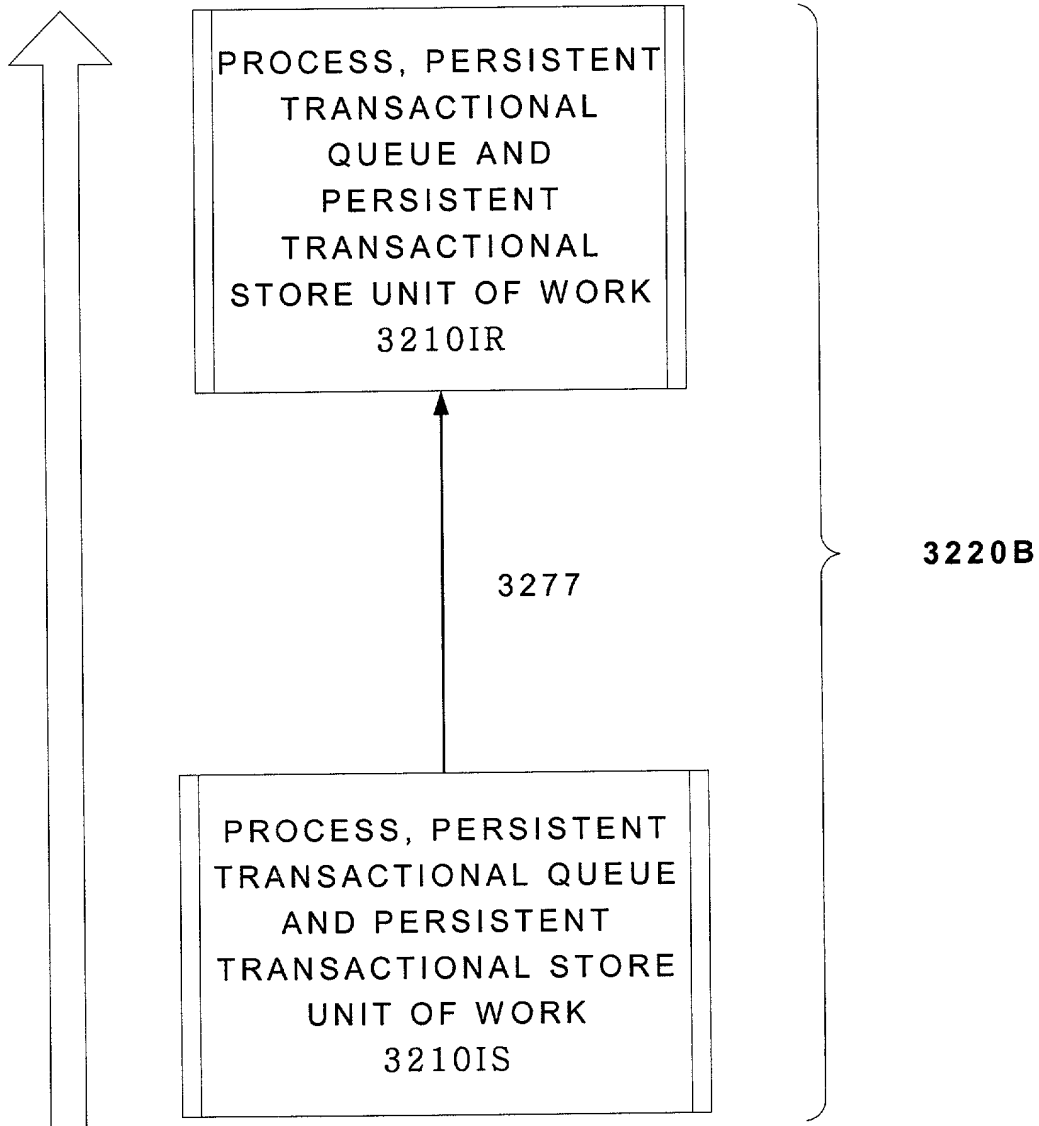 PROCESS, PERSISTENT
TRANSACTIONAL
QUEUE AND
PERSISTENT
TRANSACTIONAL
STORE UNIT OF WORK
3210IR
3277
3220B
PROCESS, PERSISTENT
TRANSACTIONAL QUEUE
AND PERSISTENT
TRANSACTIONAL STORE
UNIT OF WORK
3210IS